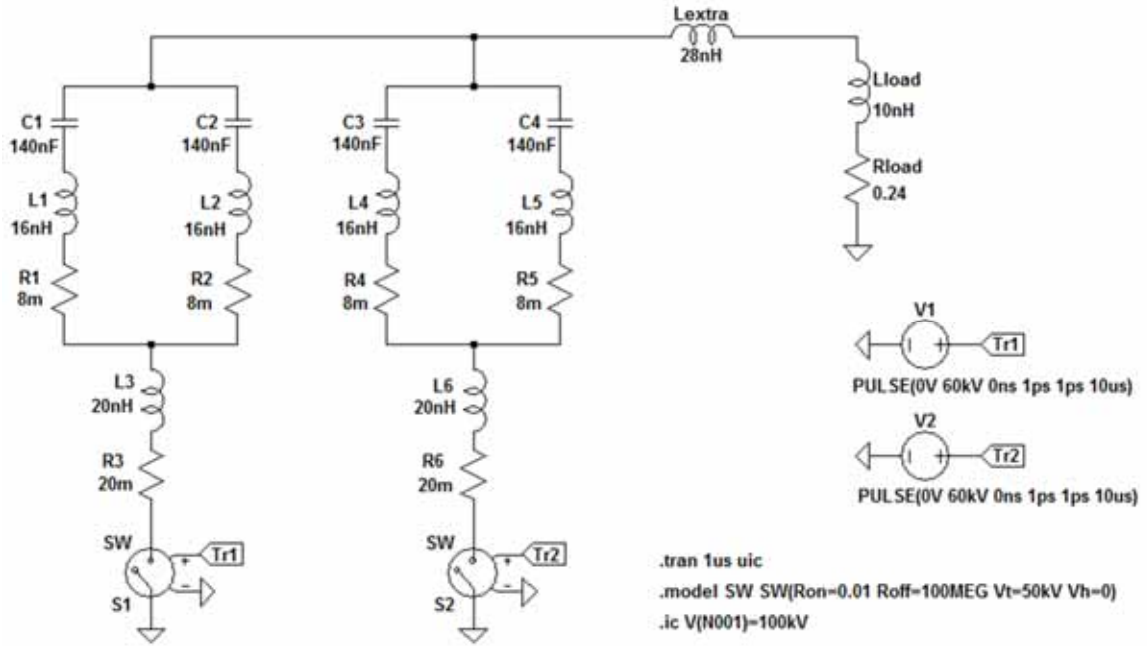 Lextra
28nH
Lload
10nH
Rload
0.24
C1
140nF
C2
140nF
C3
140nF
C4
140nF
L1
16nH
L2
16nH
L4
16nH
L5
16nH
R1
8m
R2
8m
R4
8m
R5
8m
L3
20nH
L6
20nH
R3
20m
R6
20m
SW
Tr1
+
–
S1
SW
Tr2
+
–
S2
V1
+
Tr1
PULSE(0V 60kV 0ns 1ps 1ps 10us)
V2
+
Tr2
PULSE(0V 60kV 0ns 1ps 1ps 10us)
.tran 1us uic
.model SW SW(Ron=0.01 Roff=100MEG Vt=50kV Vh=0)
.ic V(N001)=100kV